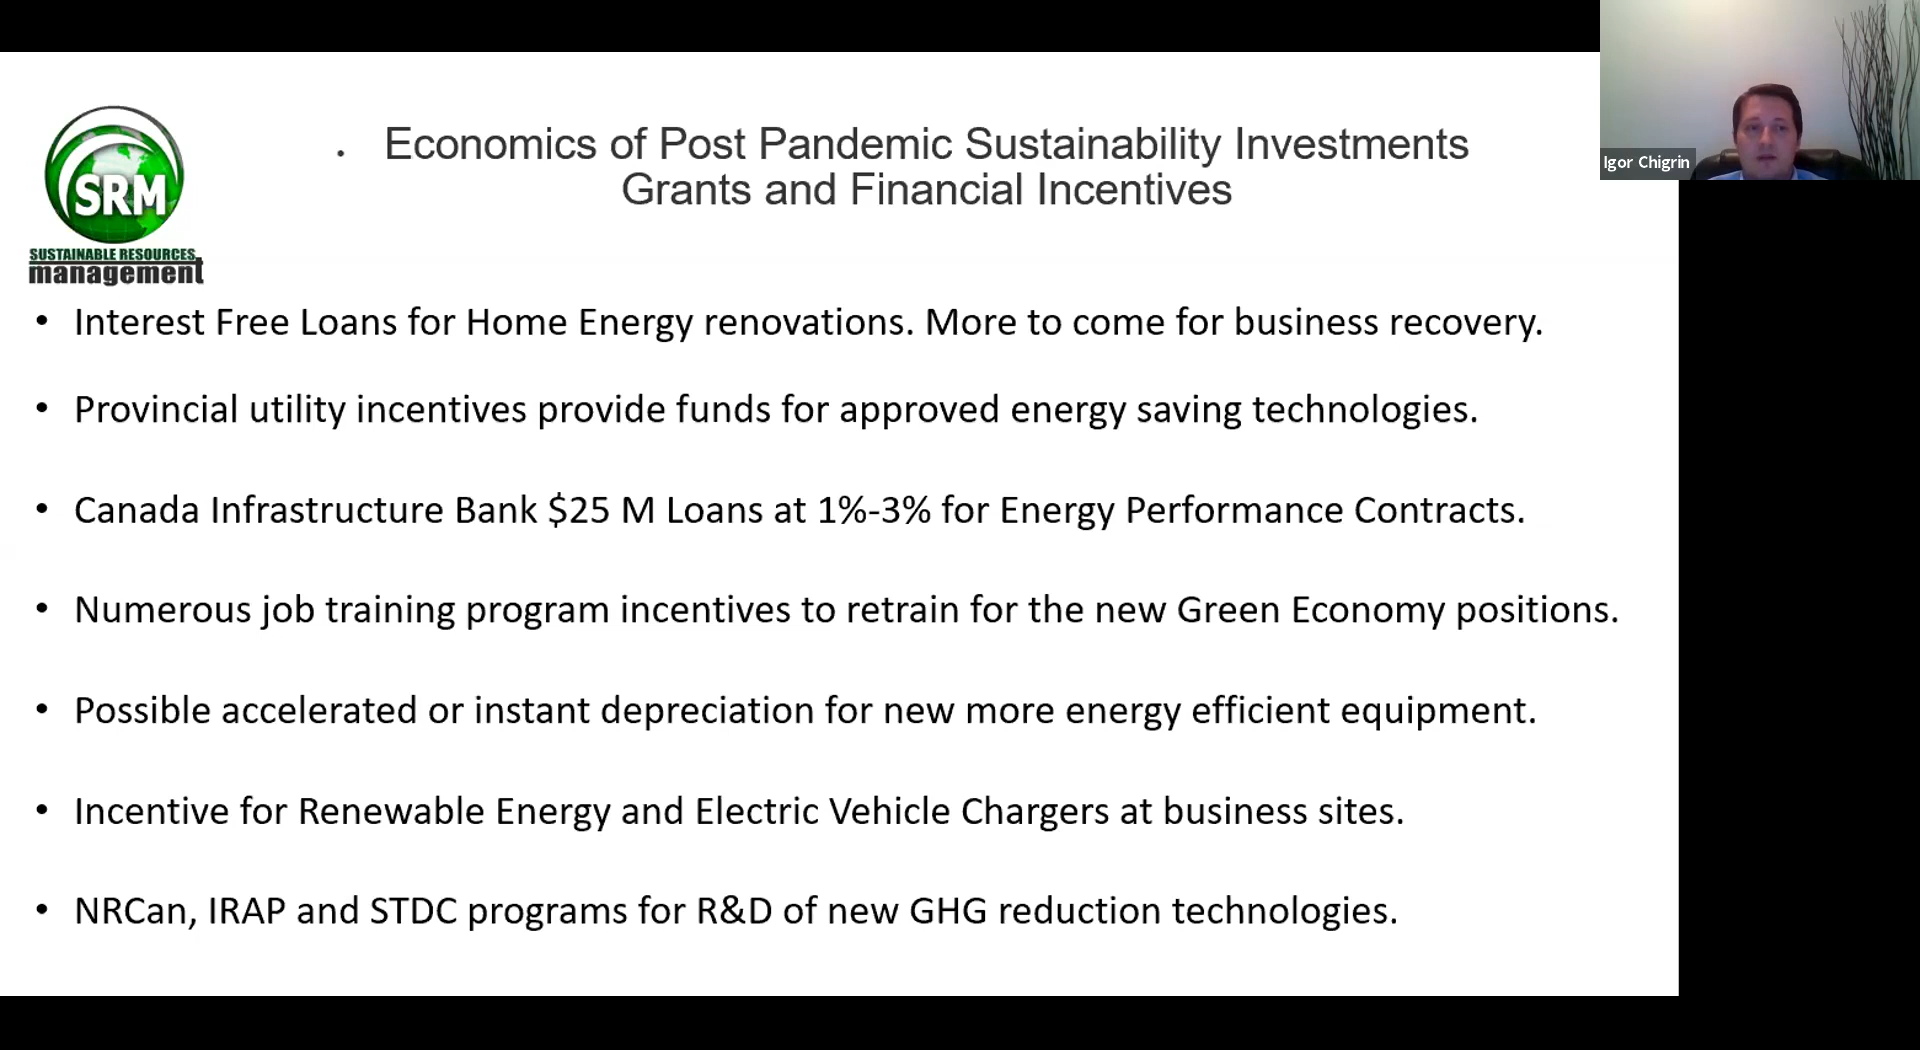 Economics of Post Pandemic Sustainability Investments
Grants and Financial Incentives
Igor Chigrin
SRM
SUSTAINABLE RESOURCES
management
• Interest Free Loans for Home Energy renovations. More to come for business recovery.
• Provincial utility incentives provide funds for approved energy saving technologies.
• Canada Infrastructure Bank $25 M Loans at 1%-3% for Energy Performance Contracts.
• Numerous job training program incentives to retrain for the new Green Economy positions.
• Possible accelerated or instant depreciation for new more energy efficient equipment.
• Incentive for Renewable Energy and Electric Vehicle Chargers at business sites.
• NRCan, IRAP and STDC programs for R&D of new GHG reduction technologies.